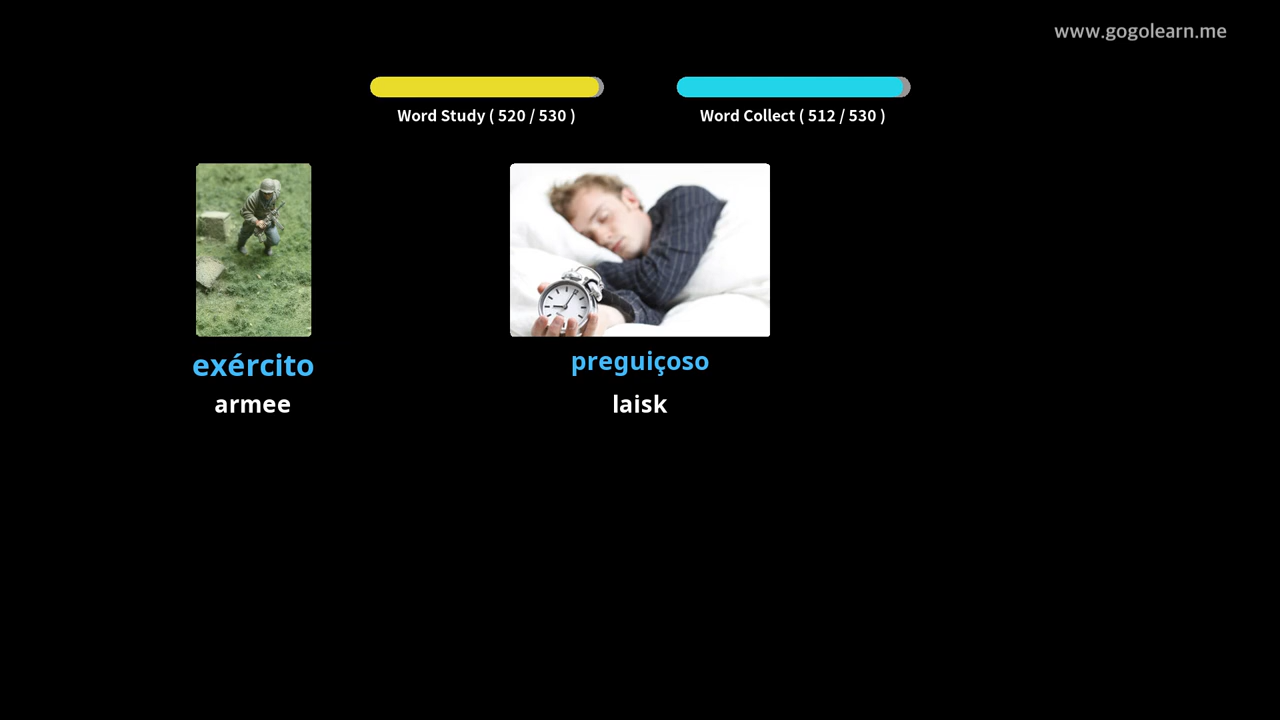 www.gogolearn.me
Word Study ( 520 / 530 )
Word Collect ( 512 / 530 )
exército
armee
preguiçoso
laisk